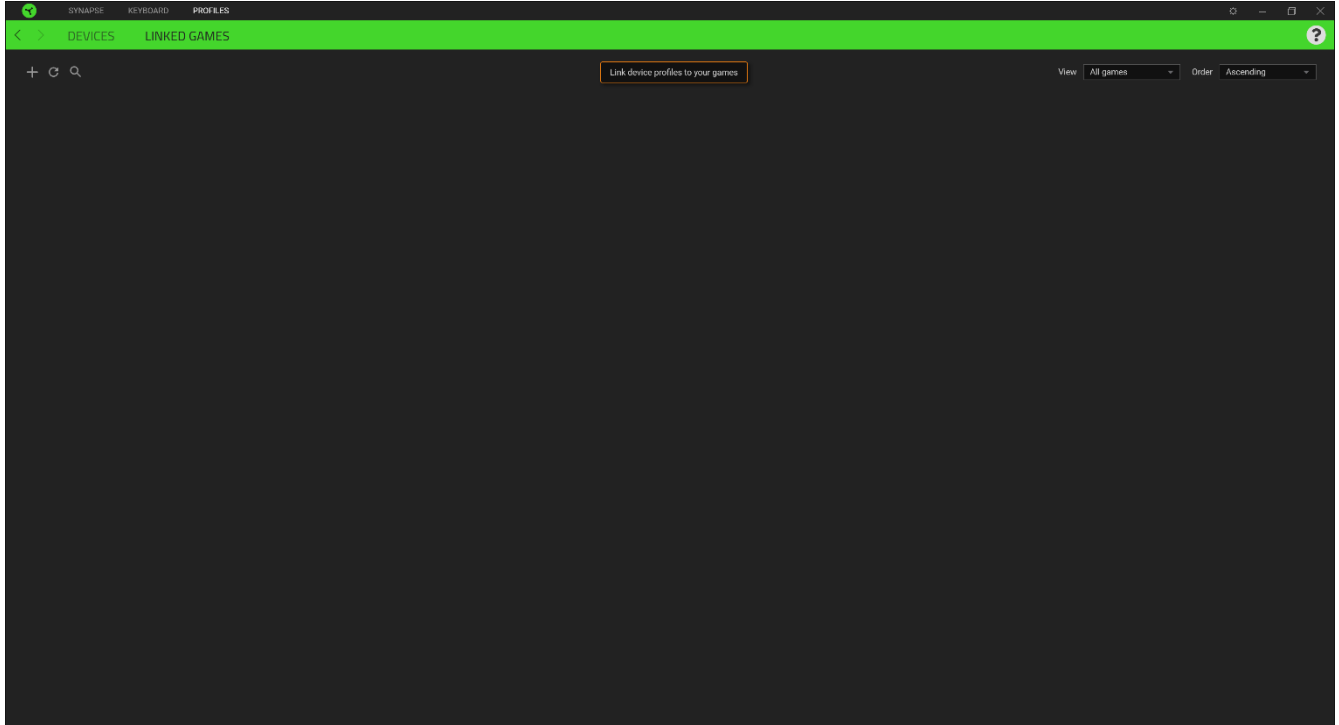 SYNAPSE KEYBOARD PROFILES
DEVICES LINKED GAMES ?
Link device profiles to your games View All games Order Ascending